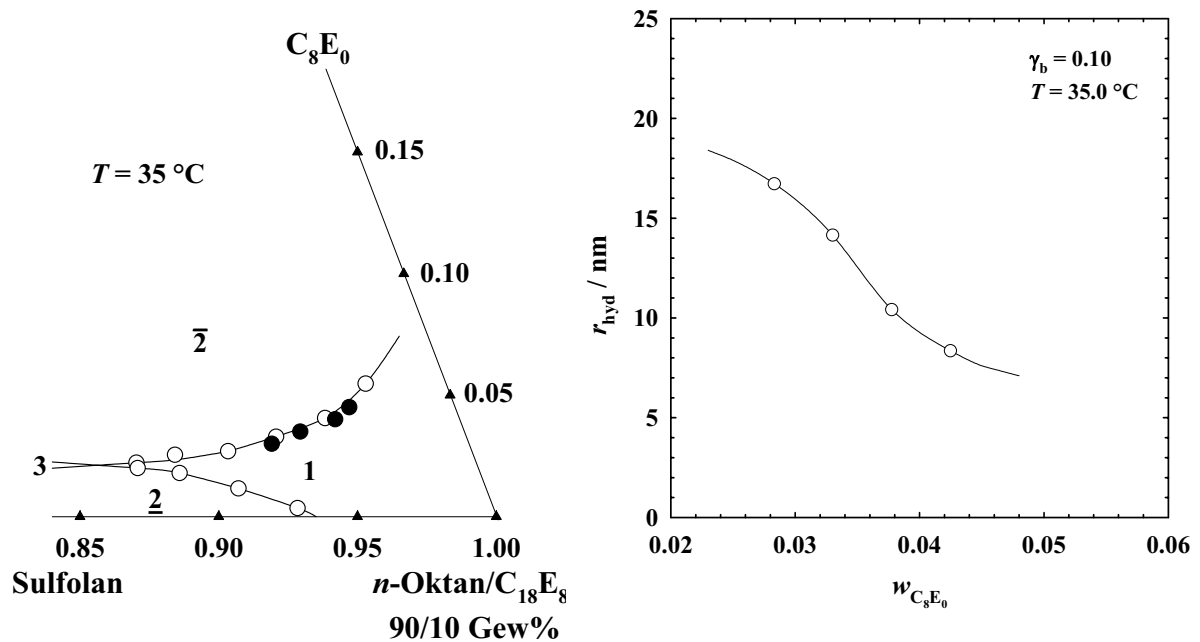 C8E0
0.15
T = 35 °C
0.10
2̅
0.05
3
1
2̲
0.85 0.90 0.95 1.00
Sulfolan n-Oktan/C18E8
90/10 Gew%
25
γb = 0.10
T = 35.0 °C
20
15
rhyd / nm
10
5
0
0.02 0.03 0.04 0.05 0.06
wC8E0